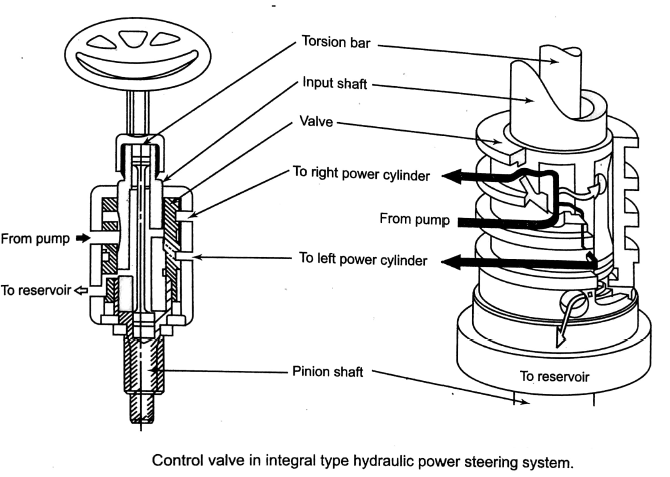 Torsion bar
Input shaft
Valve
To right power cylinder
From pump
From pump
To left power cylinder
To reservoir
Pinion shaft
To reservoir
Control valve in integral type hydraulic power steering system.